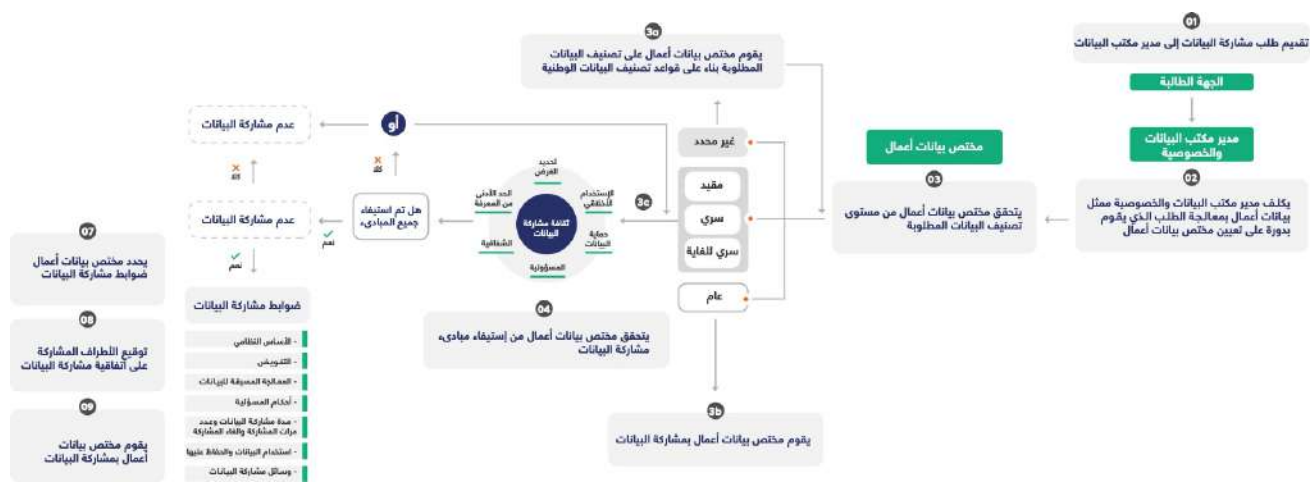 01
تقديم طلب مشاركة البيانات إلى مدير مكتب البيانات
الجهة الطالبة
مدير مكتب البيانات
والخصوصية
02
يكلف مدير مكتب البيانات والخصوصية ممثل
بيانات أعمال بمعالجة الطلب الذي يقوم
بدورة على تعيين مختص بيانات أعمال
مختص بيانات أعمال
03
يتحقق مختص بيانات أعمال من مستوى
تصنيف البيانات المطلوبة
3a
يقوم مختص بيانات أعمال على تصنيف البيانات
المطلوبة بناء على قواعد تصنيف البيانات الوطنية
غير محدد
مقيد
سري
سري للغاية
عام
3b
يقوم مختص بيانات أعمال بمشاركة البيانات
3c
تحديد
الغرض
الإستخدام
الأخلاقي
حماية
البيانات
المسؤولية
الشفافية
الحد الأدنى
من المعرفة
ثقافة مشاركة
البيانات
04
يتحقق مختص بيانات أعمال من إستيفاء مبادىء
مشاركة البيانات
هل تم استيفاء
جميع المبادىء
كلا
أو
عدم مشاركة البيانات
كلا
نعم
عدم مشاركة البيانات
نعم
ضوابط مشاركة البيانات
- الأساس النظامي
- التفويض
- المعالجة المسبقة للبيانات
- أحكام المسؤلية
- مدة مشاركة البيانات وعدد
مرات المشاركة والغاء المشاركة
- استخدام البيانات والحفاظ عليها
- وسائل مشاركة البيانات
07
يحدد مختص بيانات أعمال
ضوابط مشاركة البيانات
08
توقيع الأطراف المشاركة
على أتفاقية مشاركة البيانات
09
يقوم مختص بيانات
أعمال بمشاركة البيانات